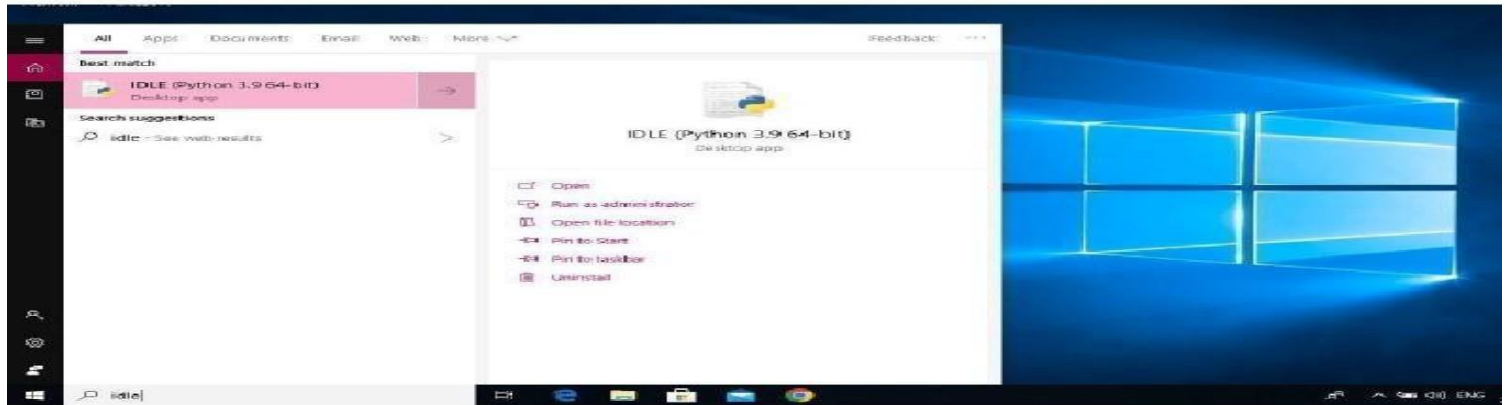 All Apps Documents Email Web More Feedback ...
Best match
IDLE (Python 3.9 64-bit)
Desktop app
Search suggestions
iidle - See web results
IDLE (Python 3.9 64-bit)
Desktop app
Open
Run as administrator
Open file location
Pin to Start
Pin to taskbar
Uninstall
iidle
ENG